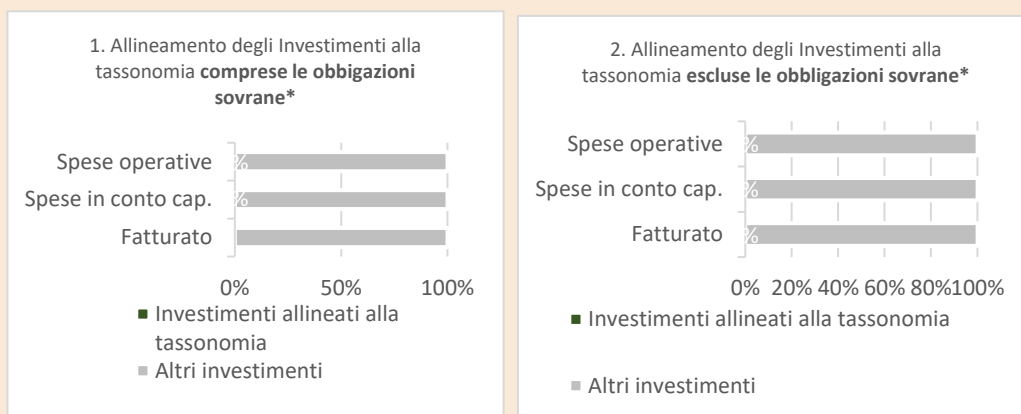 1. Allineamento degli Investimenti alla
tassonomia comprese le obbigazioni
sovrane*
Spese operative
%
Spese in conto cap.
%
Fatturato
0% 50% 100%
Investimenti allineati alla
tassonomia
Altri investimenti
2. Allineamento degli Investimenti alla
tassonomia escluse le obbligazioni sovrane*
Spese operative
%
Spese in conto cap.
%
Fatturato
%
0% 20% 40% 60% 80%100%
Investimenti allineati alla tassonomia
Altri investimenti